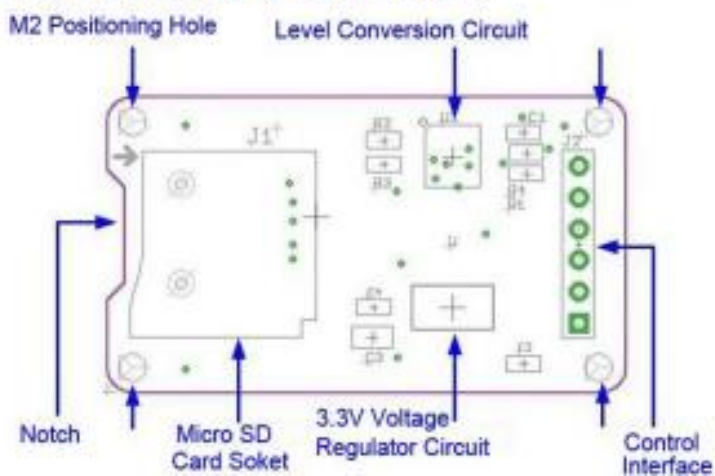 M2 Positioning Hole
Level Conversion Circuit
J1
J2
C1
Notch
Micro SD
Card Soket
3.3V Voltage
Regulator Circuit
Control
Interface